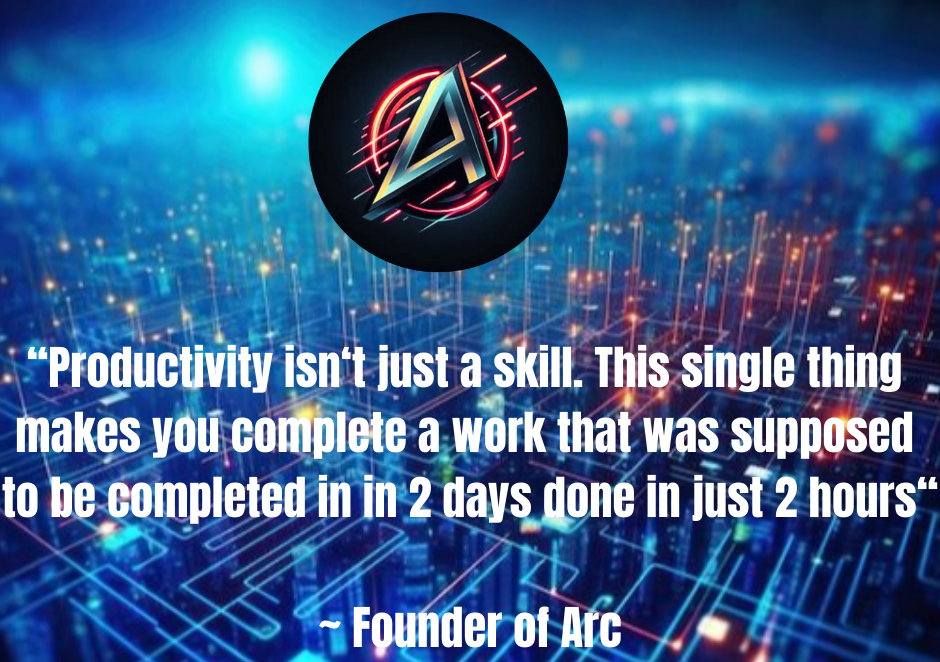 “Productivity isn‘t just a skill. This single thing
makes you complete a work that was supposed
to be completed in in 2 days done in just 2 hours“
~ Founder of Arc